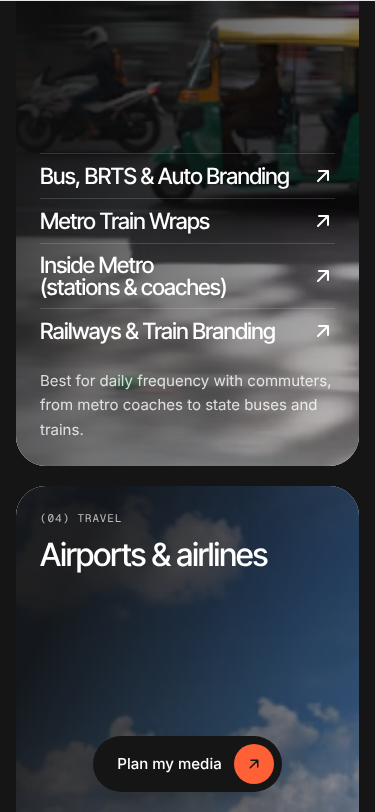 Bus, BRTS & Auto Branding
Metro Train Wraps
Inside Metro
(stations & coaches)
Railways & Train Branding
Best for daily frequency with commuters,
from metro coaches to state buses and
trains.
(04) TRAVEL
Airports & airlines
Plan my media